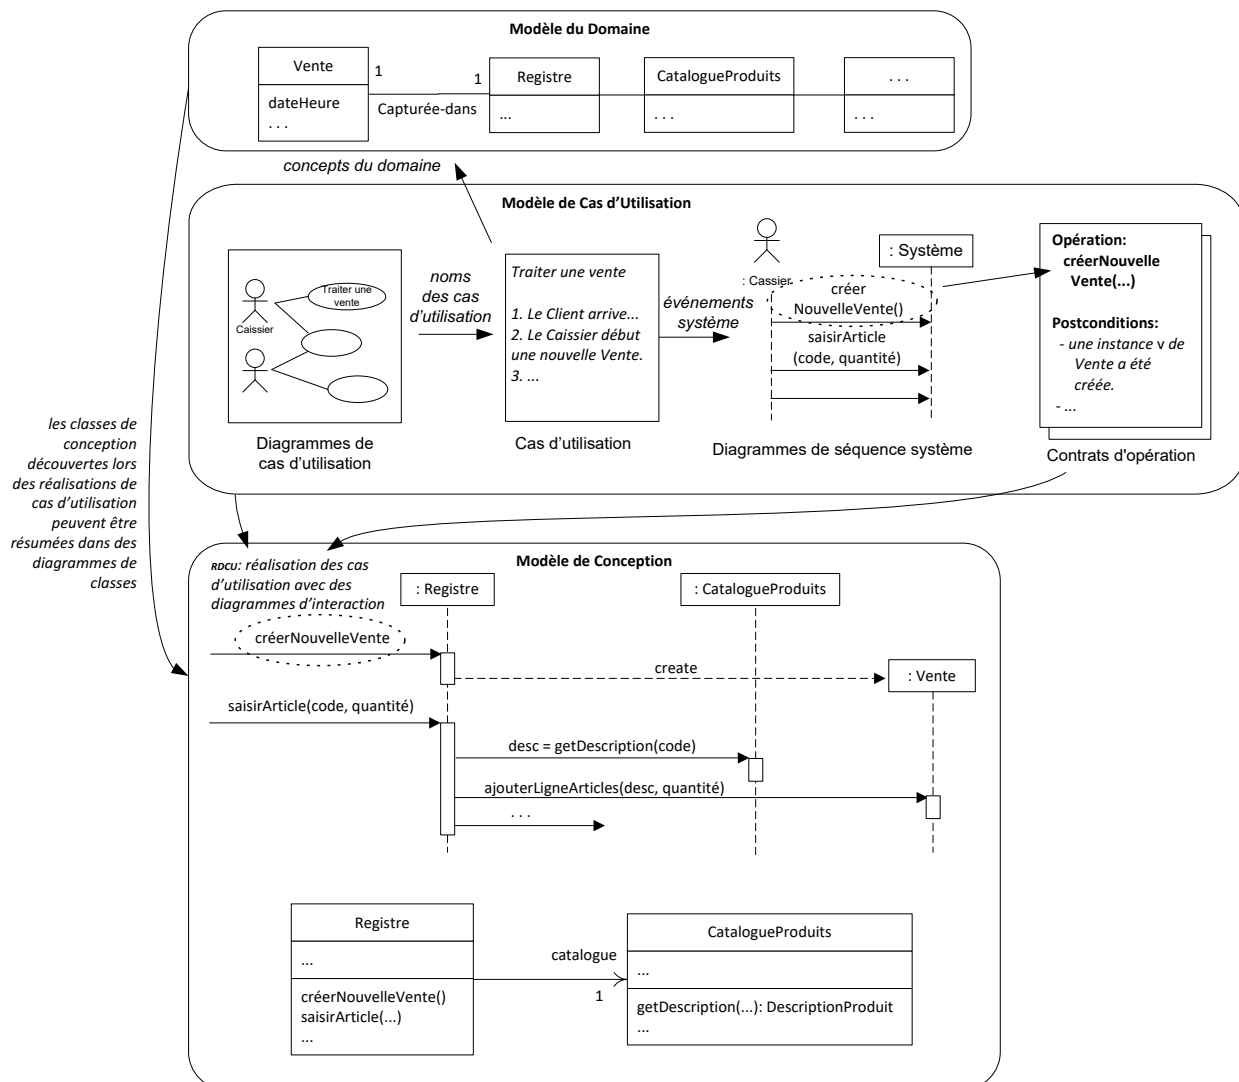 Modèle du Domaine
Vente
1
dateHeure
. . .
Capturée-dans
1
Registre
...
CatalogueProduits
. . .
. . .
. . .
concepts du domaine
Modèle de Cas d'Utilisation
Traiter une
vente
Caissier
Diagrammes de
cas d'utilisation
noms
des cas
d'utilisation
Traiter une vente
1. Le Client arrive...
2. Le Caissier début
une nouvelle Vente.
3. ...
Cas d'utilisation
événements
système
: Cassier
: Système
créer
NouvelleVente()
saisirArticle
(code, quantité)
Diagrammes de séquence système
Opération:
créerNouvelle
Vente(...)
Postconditions:
- une instance v de
Vente a été
créée.
- ...
Contrats d'opération
les classes de
conception
découvertes lors
des réalisations de
cas d'utilisation
peuvent être
résumées dans des
diagrammes de
classes
Modèle de Conception
RDCU: réalisation des cas
d'utilisation avec des
diagrammes d'interaction
: Registre
: CatalogueProduits
créerNouvelleVente
create
: Vente
saisirArticle(code, quantité)
desc = getDescription(code)
ajouterLigneArticles(desc, quantité)
. . .
Registre
...
créerNouvelleVente()
saisirArticle(...)
...
catalogue
1
CatalogueProduits
...
getDescription(...): DescriptionProduit
...